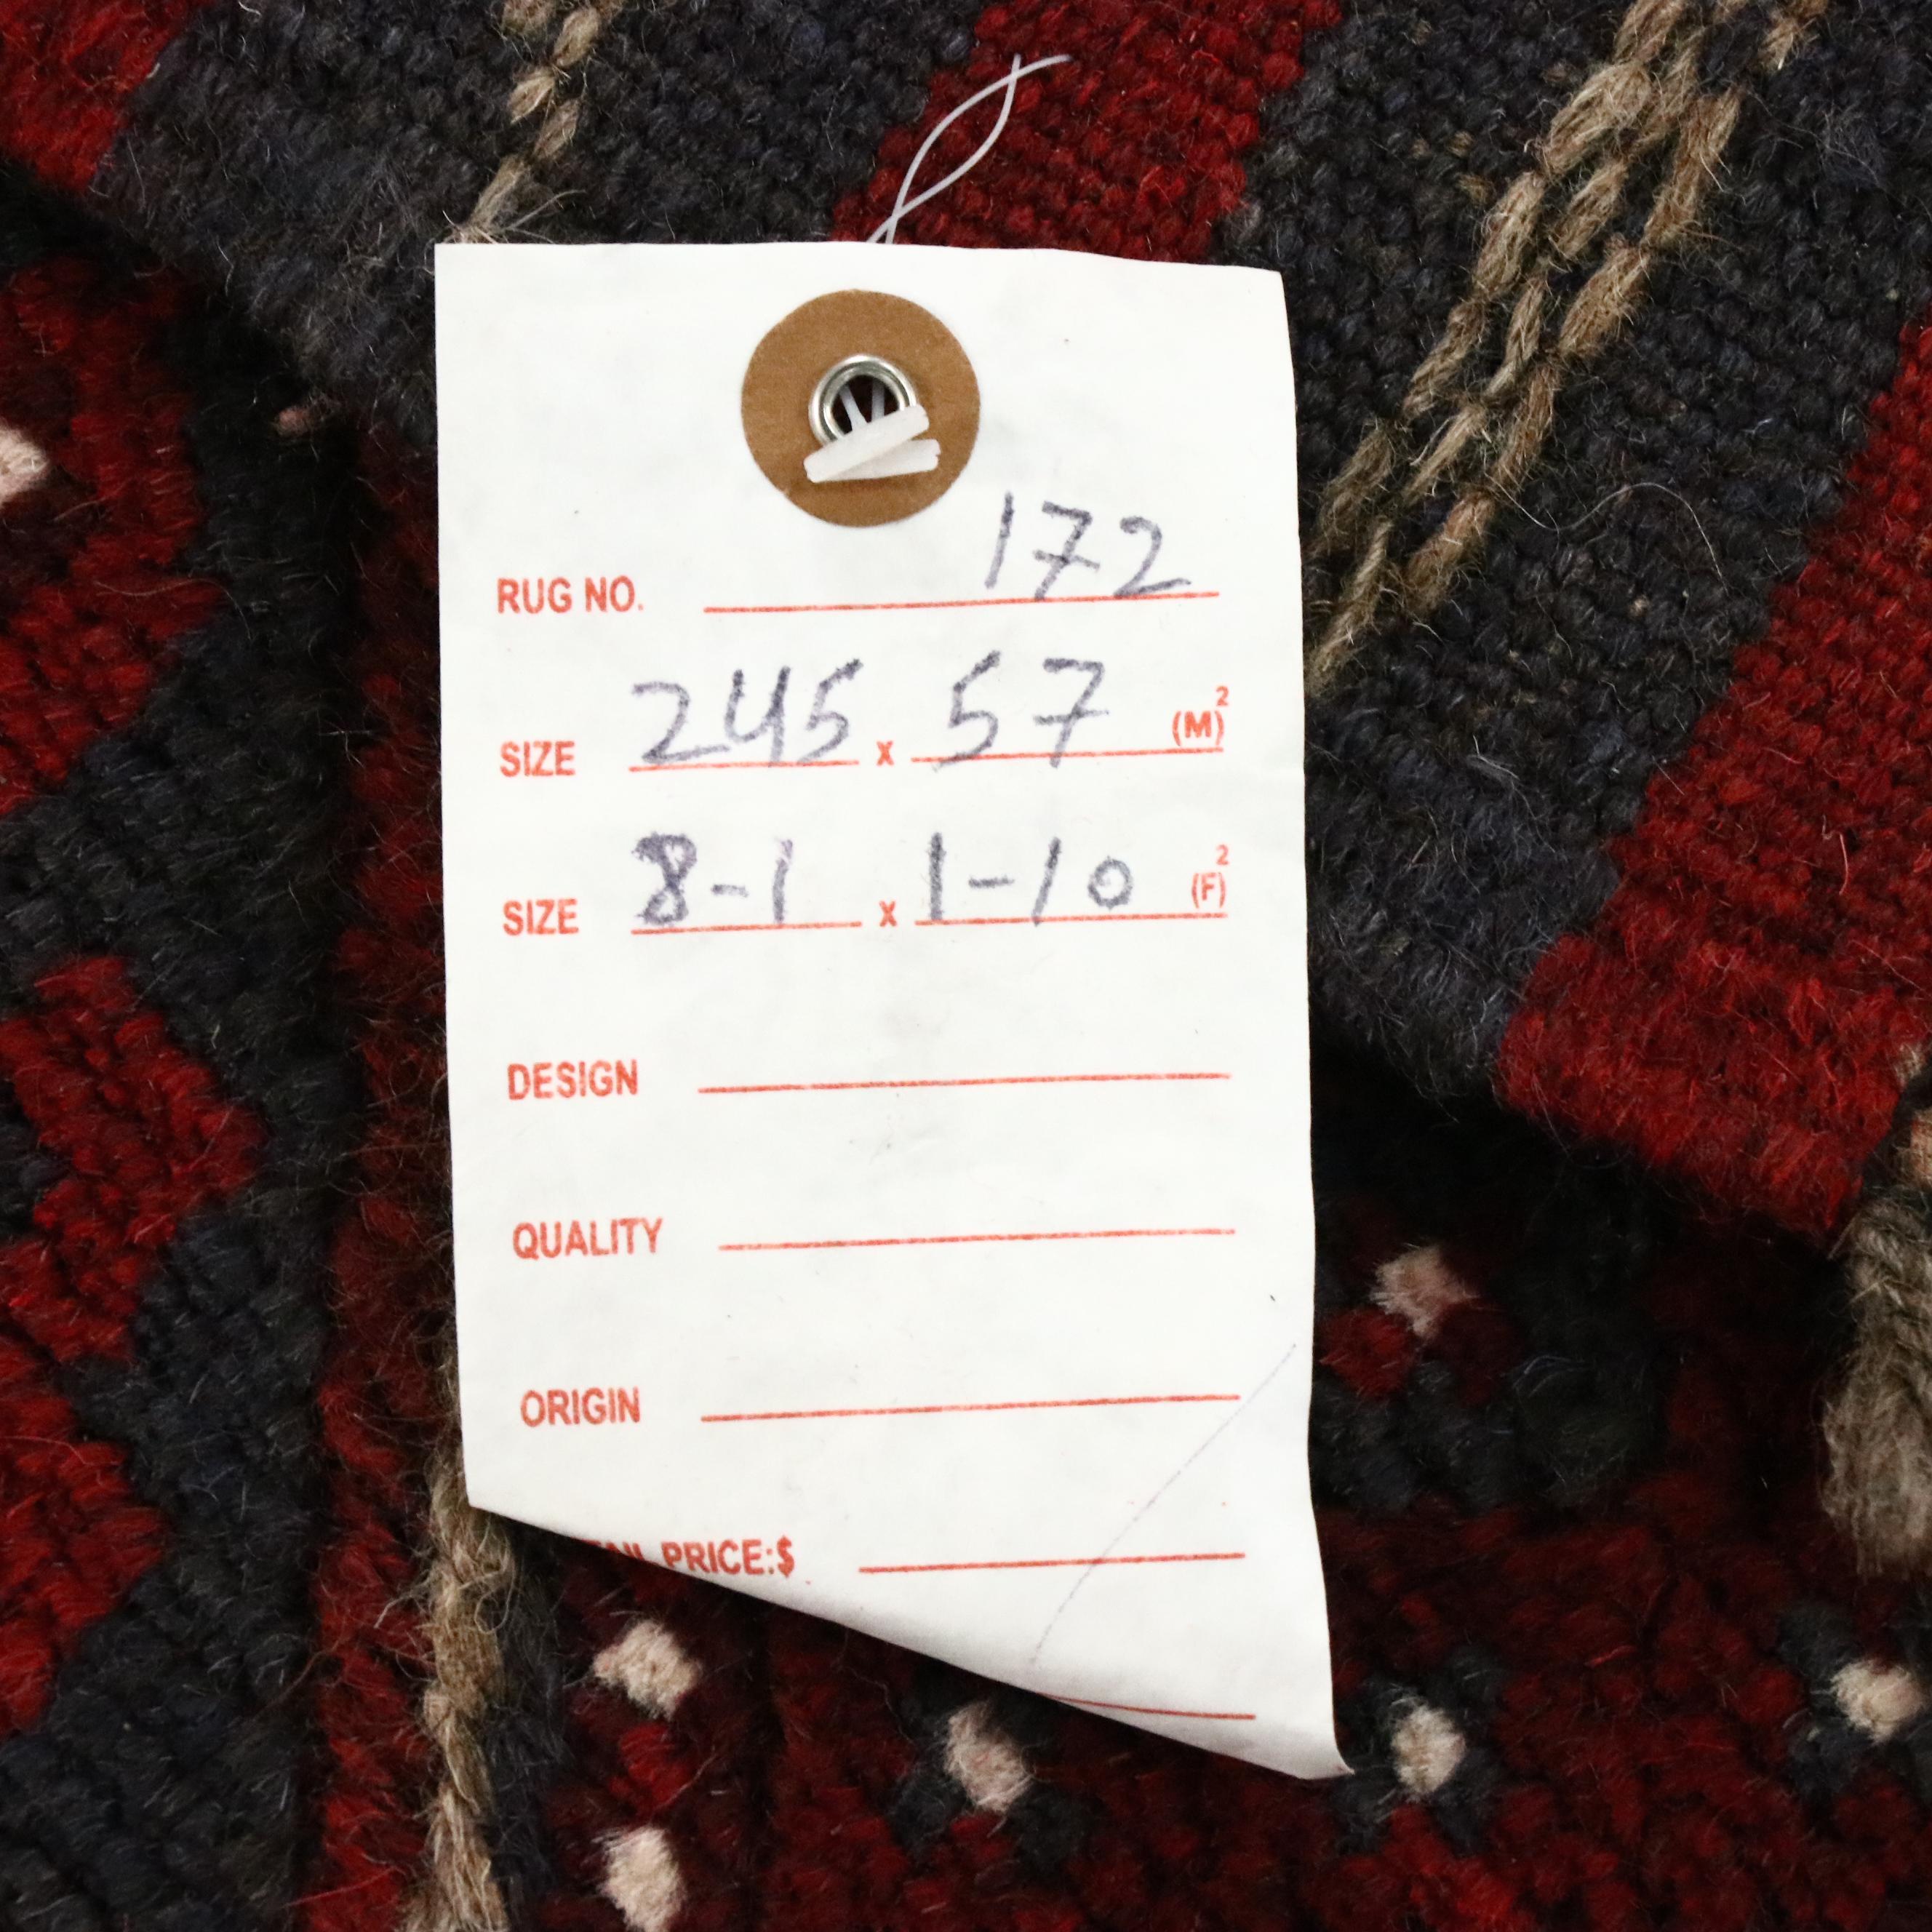 RUG NO. 172
SIZE 245 x 57 (M)²
SIZE 8-1 x 1-10 (F)²
DESIGN
QUALITY
ORIGIN
PRICE:$